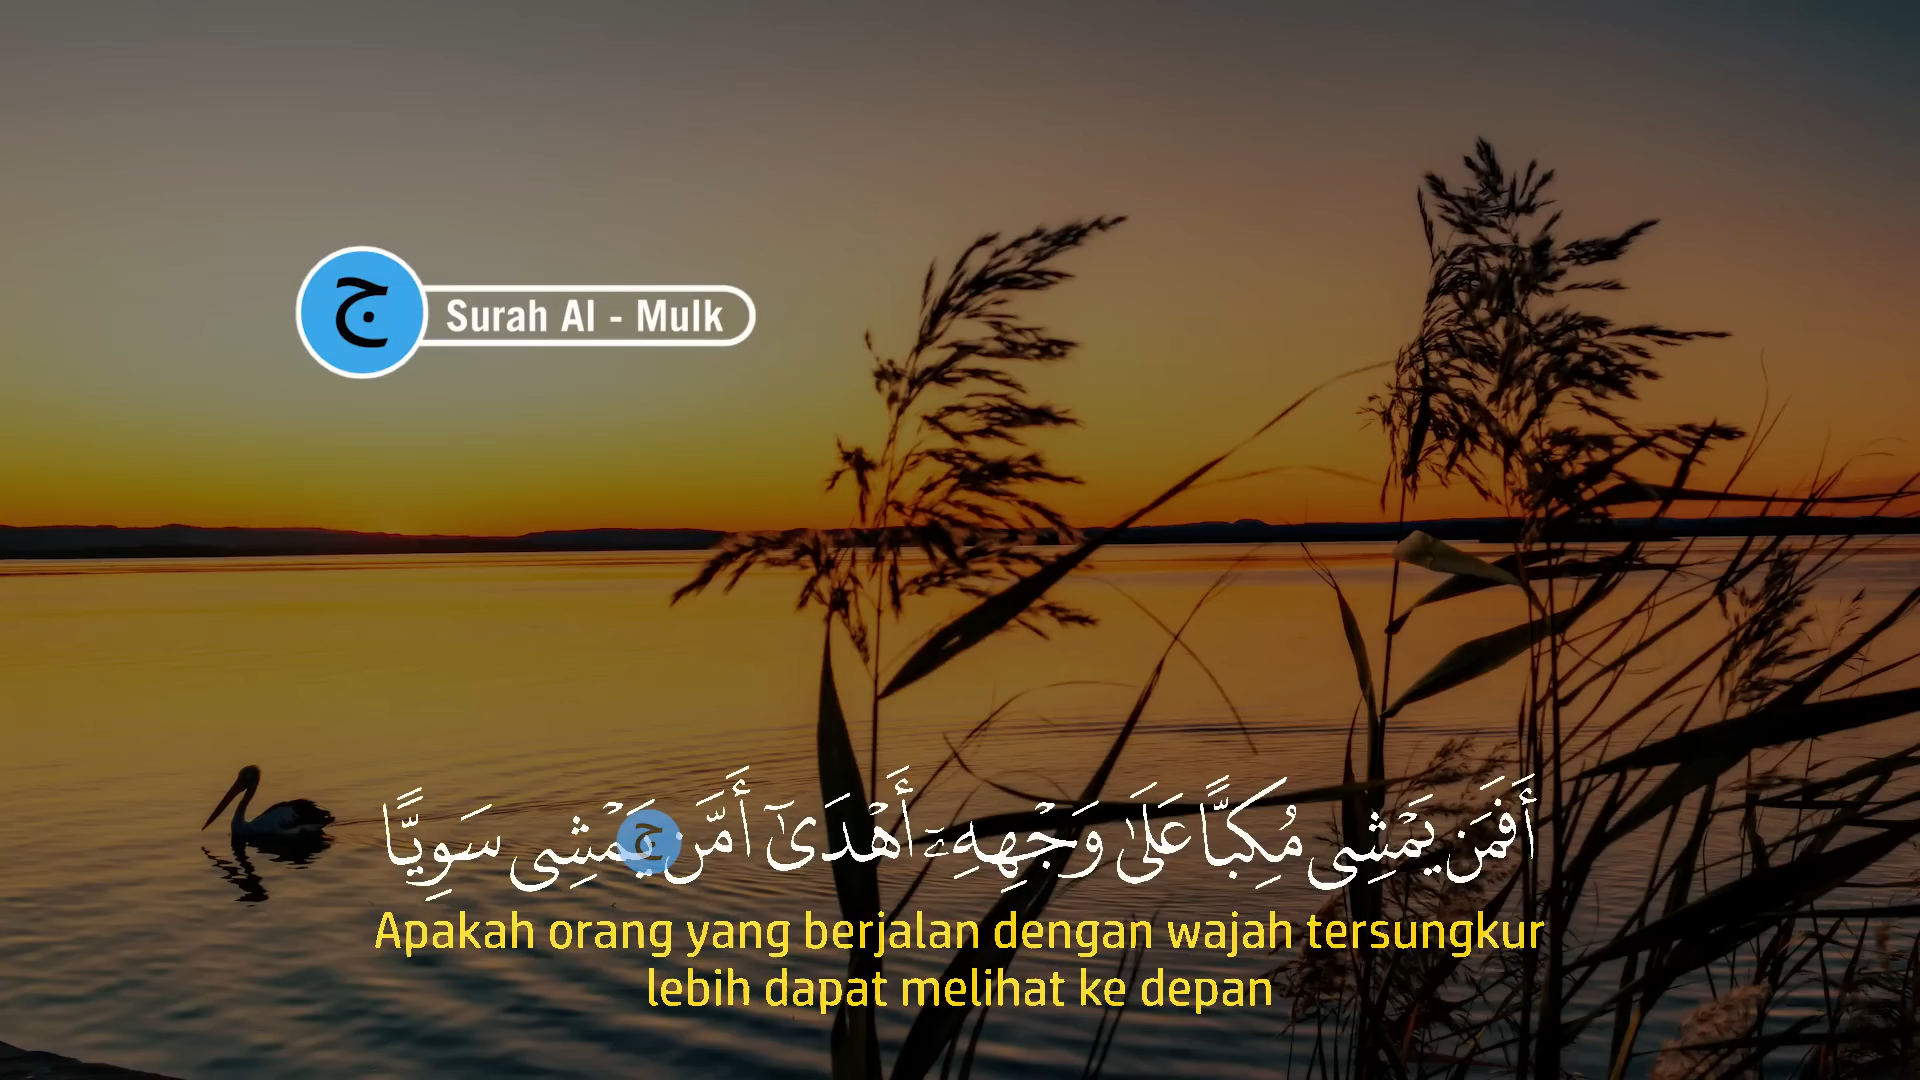 ج
Surah Al - Mulk
أَفَمَن يَمْشِى مُكِبًّا عَلَىٰ وَجْهِهِۦٓ أَهْدَىٰٓ أَمَّن يَمْشِى سَوِيًّا
ج
Apakah orang yang berjalan dengan wajah tersungkur
lebih dapat melihat ke depan